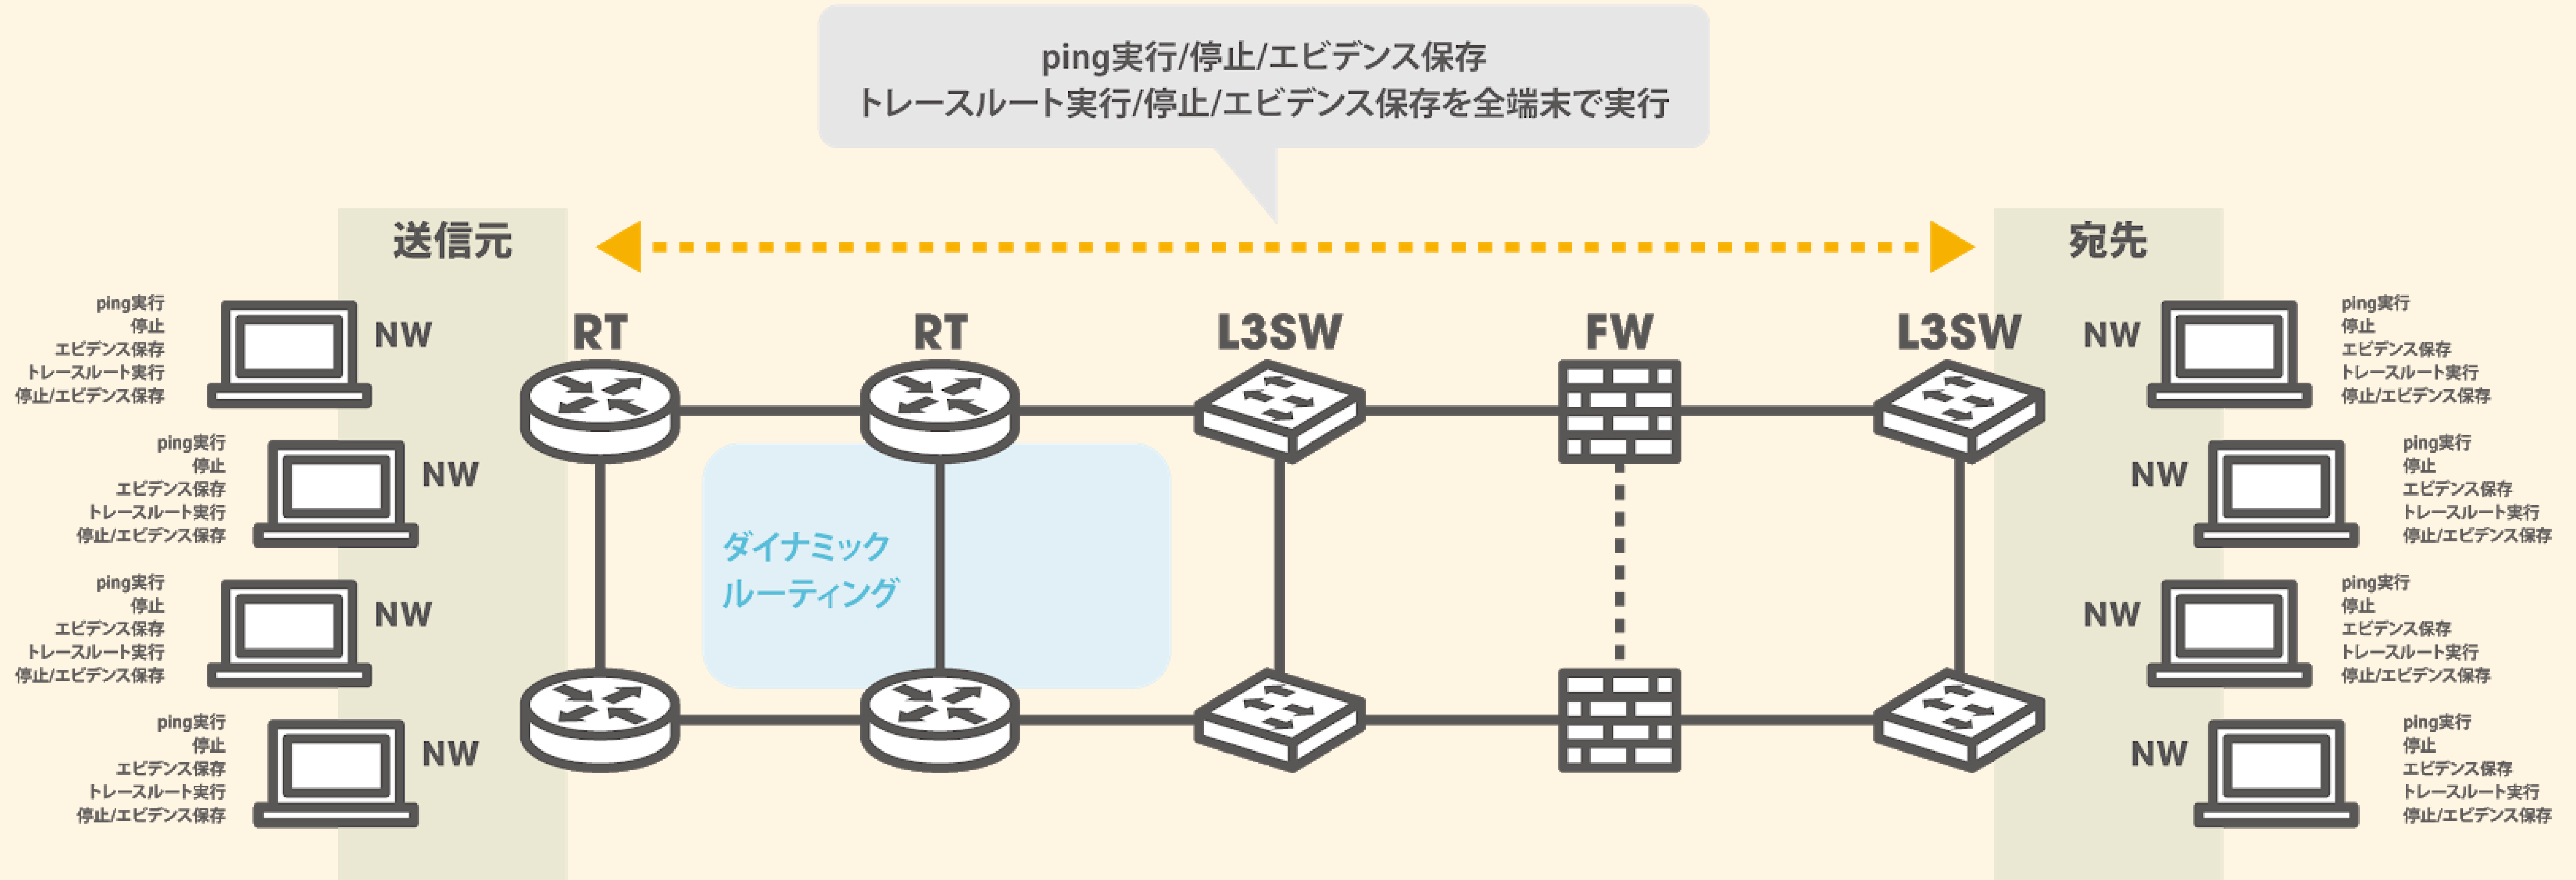 ping実行/停止/エビデンス保存
トレースルート実行/停止/エビデンス保存を全端末で実行
送信元
宛先
ping実行
停止
エビデンス保存
トレースルート実行
停止/エビデンス保存
NW
ping実行
停止
エビデンス保存
トレースルート実行
停止/エビデンス保存
NW
ping実行
停止
エビデンス保存
トレースルート実行
停止/エビデンス保存
NW
ping実行
停止
エビデンス保存
トレースルート実行
停止/エビデンス保存
NW
RT
RT
L3SW
FW
L3SW
ダイナミック
ルーティング
NW
ping実行
停止
エビデンス保存
トレースルート実行
停止/エビデンス保存
NW
ping実行
停止
エビデンス保存
トレースルート実行
停止/エビデンス保存
NW
ping実行
停止
エビデンス保存
トレースルート実行
停止/エビデンス保存
NW
ping実行
停止
エビデンス保存
トレースルート実行
停止/エビデンス保存